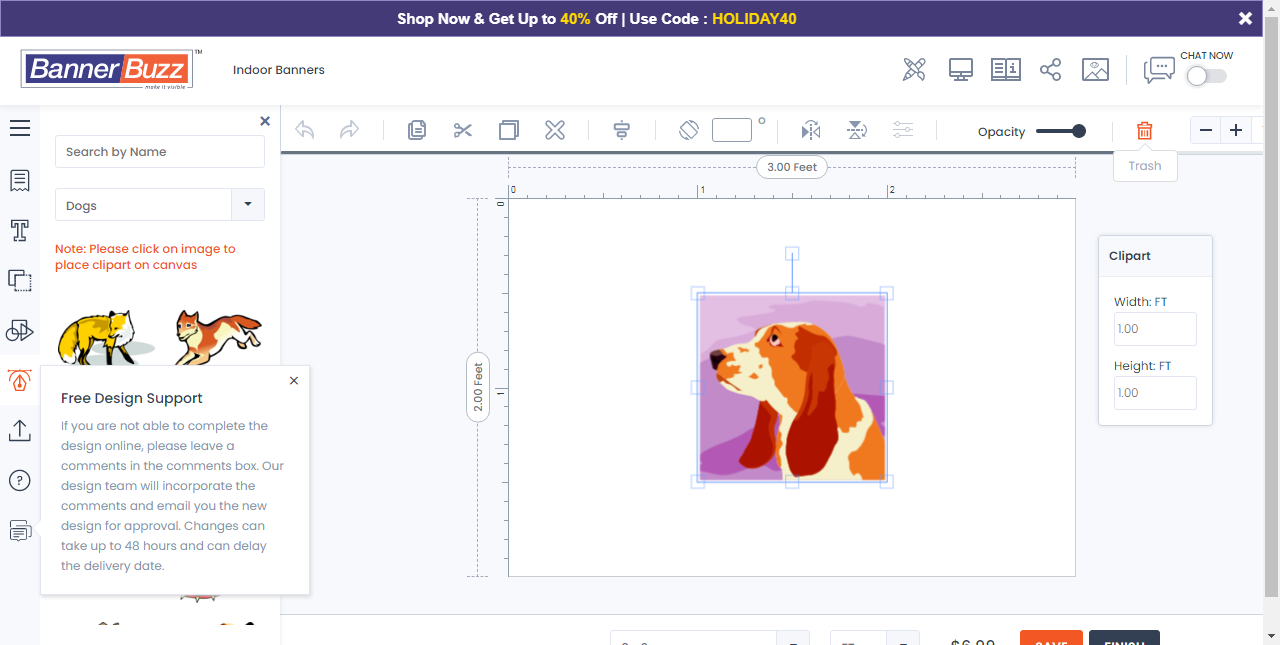 Shop Now & Get Up to 40% Off | Use Code : HOLIDAY40
BannerBuzz™
make it visible
Indoor Banners
CHAT NOW
Search by Name
Dogs
Note: Please click on image to
place clipart on canvas
Opacity
Trash
3.00 Feet
0 1 2
0
1
2.00 Feet
Clipart
Width: FT
1.00
Height: FT
1.00
Free Design Support
If you are not able to complete the
design online, please leave a
comments in the comments box. Our
design team will incorporate the
comments and email you the new
design for approval. Changes can
take up to 48 hours and can delay
the delivery date.
SAVE
FINISH